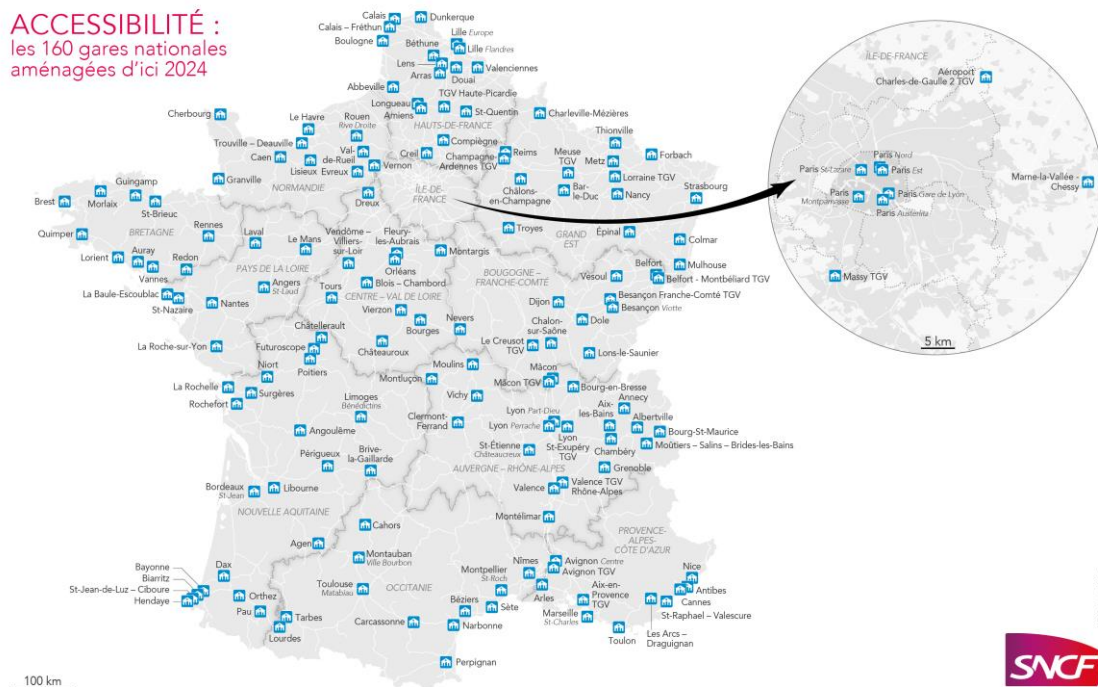 ACCESSIBILITÉ :
les 160 gares nationales
aménagées d'ici 2024
Calais
Dunkerque
Calais – Fréthun
Boulogne
Lille Europe
Lille Flandres
Béthune
Lens
Arras
Douai
Valenciennes
Abbeville
TGV Haute-Picardie
Longueau
Amiens
St-Quentin
HAUTS-DE-FRANCE
Charleville-Mézières
Cherbourg
Le Havre
Rouen
Rive Droite
Trouville – Deauville
Val-
de-Rueil
Caen
Lisieux
Evreux
Vernon
Creil
Compiègne
Champagne-
Ardennes TGV
Reims
Meuse
TGV
Thionville
Metz
Forbach
Lorraine TGV
Granville
NORMANDIE
Dreux
ÎLE-DE-
FRANCE
Châlons-
en-Champagne
Bar-
le-Duc
Nancy
Strasbourg
Brest
Morlaix
Guingamp
St-Brieuc
Quimper
BRETAGNE
Rennes
Laval
Le Mans
Vendôme –
Villiers-
sur-Loir
Fleury-
les-Aubrais
Montargis
Troyes
GRAND
EST
Épinal
Colmar
Lorient
Auray
Vannes
Redon
PAYS DE LA LOIRE
Angers
St-Laud
Orléans
Blois – Chambord
Tours
CENTRE – VAL DE LOIRE
BOUGOGNE –
FRANCHE-COMTÉ
Vesoul
Belfort
Mulhouse
Belfort - Montbéliard TGV
La Baule-Escoublac
St-Nazaire
Nantes
Vierzon
Bourges
Nevers
Dijon
Besançon Franche-Comté TGV
Besançon Viotte
Dole
Chalon-
sur-Saône
Le Creusot
TGV
Lons-le-Saunier
La Roche-sur-Yon
Châtellerault
Futuroscope
Poitiers
Châteauroux
Niort
Moulins
Montluçon
Mâcon
Mâcon TGV
Bourg-en-Bresse
La Rochelle
Surgères
Rochefort
Vichy
Annecy
Aix-
les-Bains
Albertville
Limoges
Bénédictins
Clermont-
Ferrand
Lyon Part-Dieu
Lyon Perrache
Lyon
St-Exupéry
TGV
Bourg-St-Maurice
Moûtiers – Salins – Brides-les-Bains
Chambéry
Angoulême
St-Étienne
Châteaucreux
Périgueux
Brive-
la-Gaillarde
AUVERGNE – RHÔNE-ALPES
Grenoble
Bordeaux
St-Jean
Libourne
Valence
Valence TGV
Rhône-Alpes
NOUVELLE AQUITAINE
Montélimar
Cahors
PROVENCE-
ALPES-
CÔTE D'AZUR
Agen
Montauban
Ville Bourbon
Nîmes
Avignon Centre
Avignon TGV
Nice
Bayonne
Biarritz
St-Jean-de-Luz – Ciboure
Hendaye
Dax
Toulouse
Matabiau
OCCITANIE
Montpellier
St-Roch
Arles
Aix-en-
Provence
TGV
Antibes
Cannes
St-Raphael – Valescure
Orthez
Béziers
Sète
Marseille
St-Charles
Pau
Tarbes
Lourdes
Carcassonne
Narbonne
Toulon
Les Arcs –
Draguignan
Perpignan
100 km
ÎLE-DE-FRANCE
Aéroport
Charles-de-Gaulle 2 TGV
Paris Nord
Paris St-Lazare
Paris Est
Marne-la-Vallée -
Chessy
Paris
Montparnasse
Paris Gare de Lyon
Paris Austerlitz
Massy TGV
5 km
SNCF